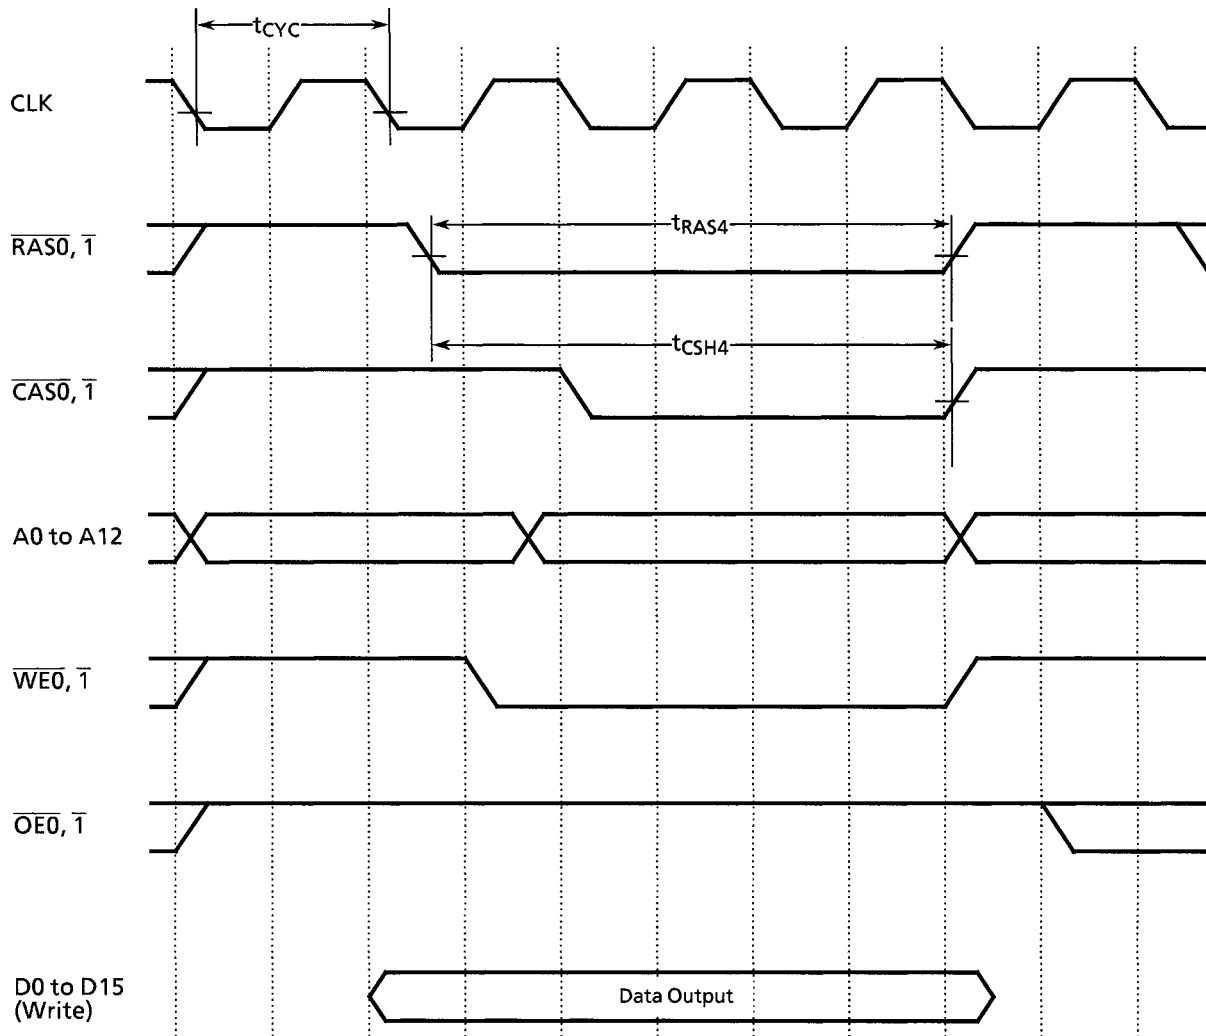 tCYC
CLK
RAS0, 1
tRAS4
tCSH4
CAS0, 1
A0 to A12
WE0, 1
OE0, 1
D0 to D15
(Write)
Data Output